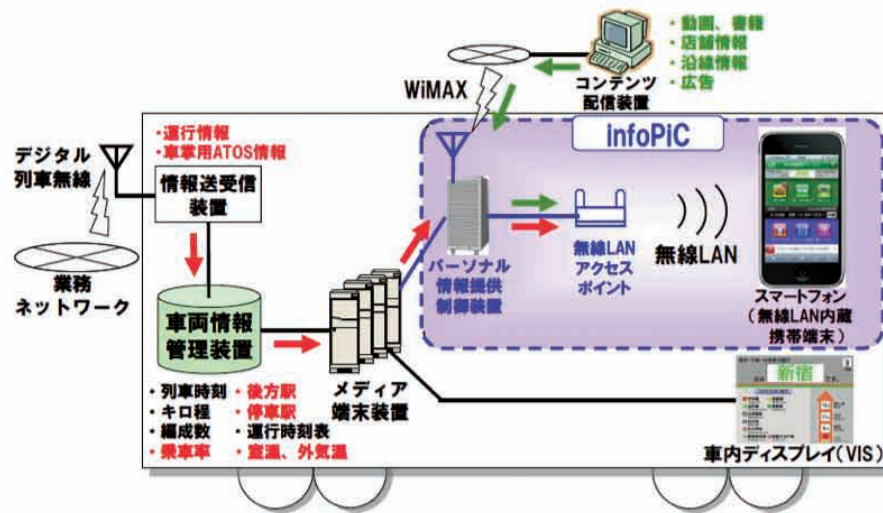 ・動画、書籍
・店舗情報
・沿線情報
・広告
コンテンツ
配信装置
WiMAX
infoPiC
・運行情報
・車掌用ATOS情報
デジタル
列車無線
情報送受信
装置
業務
ネットワーク
車両情報
管理装置
・列車時刻
・キロ程
・編成数
・乗車率
・後方駅
・停車駅
・運行時刻表
・室温、外気温
メディア
端末装置
パーソナル
情報提供
制御装置
無線LAN
アクセス
ポイント
無線LAN
スマートフォン
(無線LAN内蔵
携帯端末)
新宿
車内ディスプレイ(VIS)